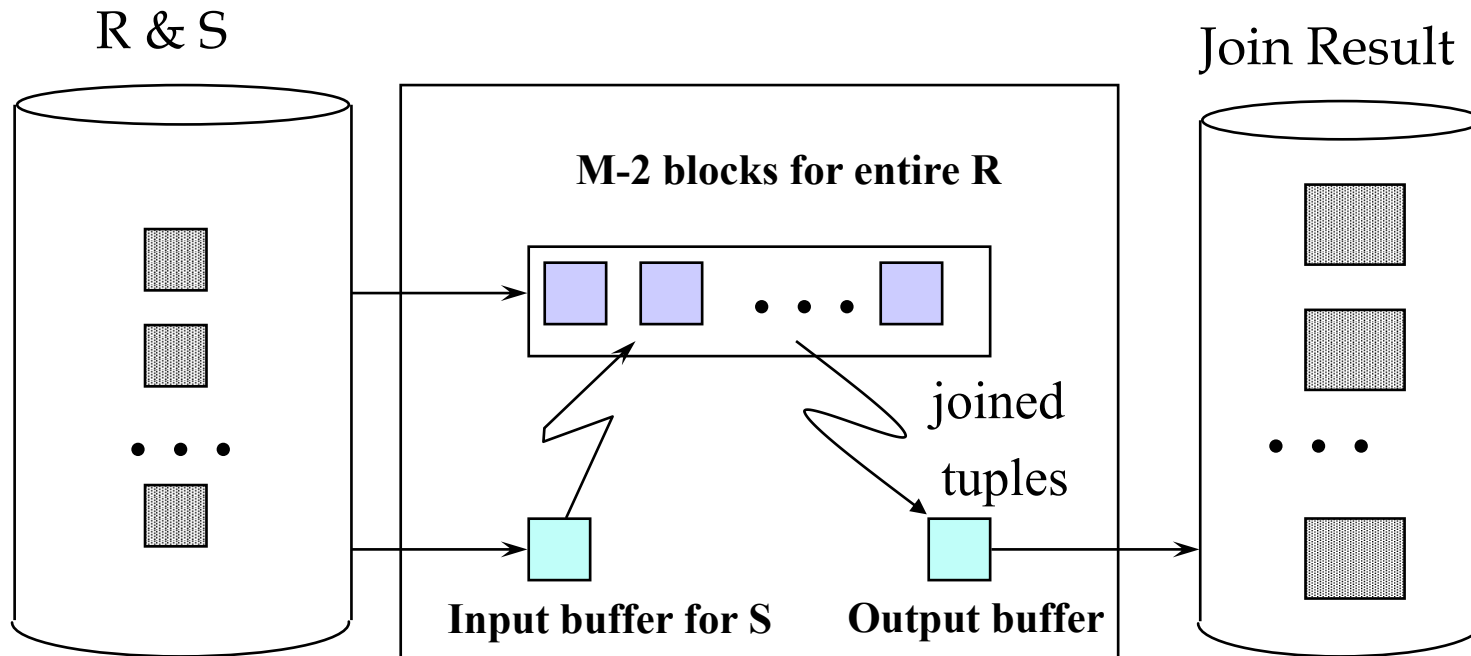 R & S
Join Result
M-2 blocks for entire R
joined
tuples
Input buffer for S
Output buffer